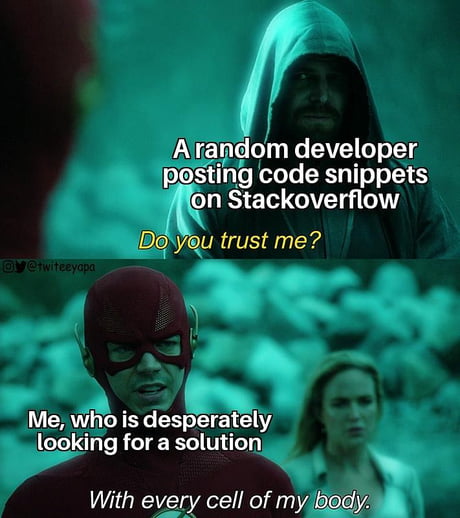 A random developer
posting code snippets
on Stackoverflow
Do you trust me?
@twiteeyapa
Me, who is desperately
looking for a solution
With every cell of my body.